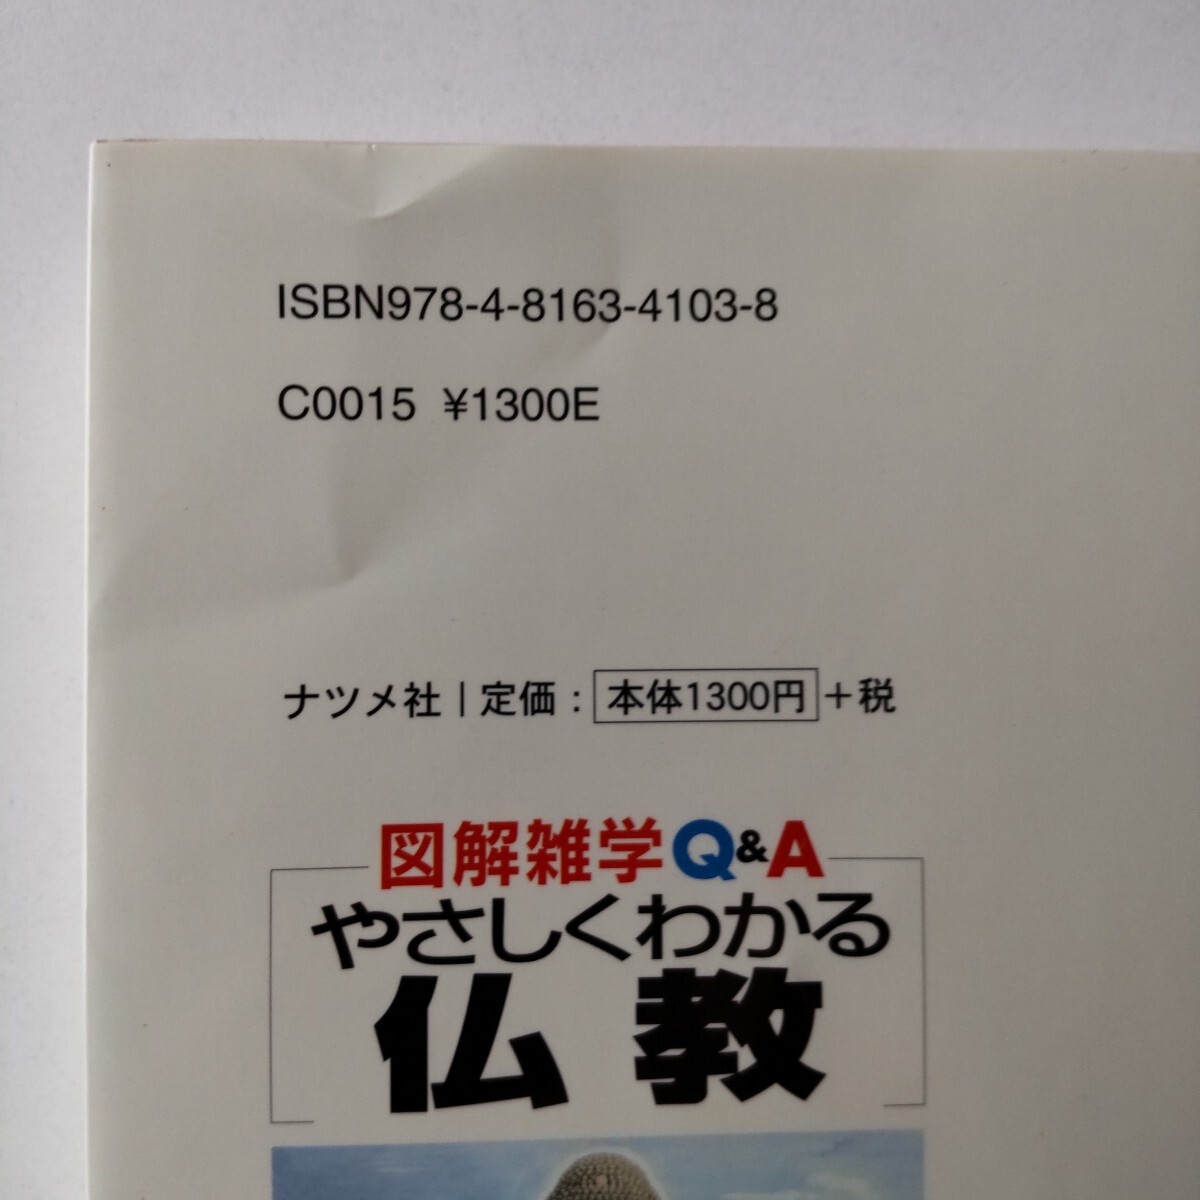 ISBN978-4-8163-4103-8
C0015 ¥1300E
ナツメ社 | 定価：本体1300円+税
図解雑学Q&A
やさしくわかる
仏教